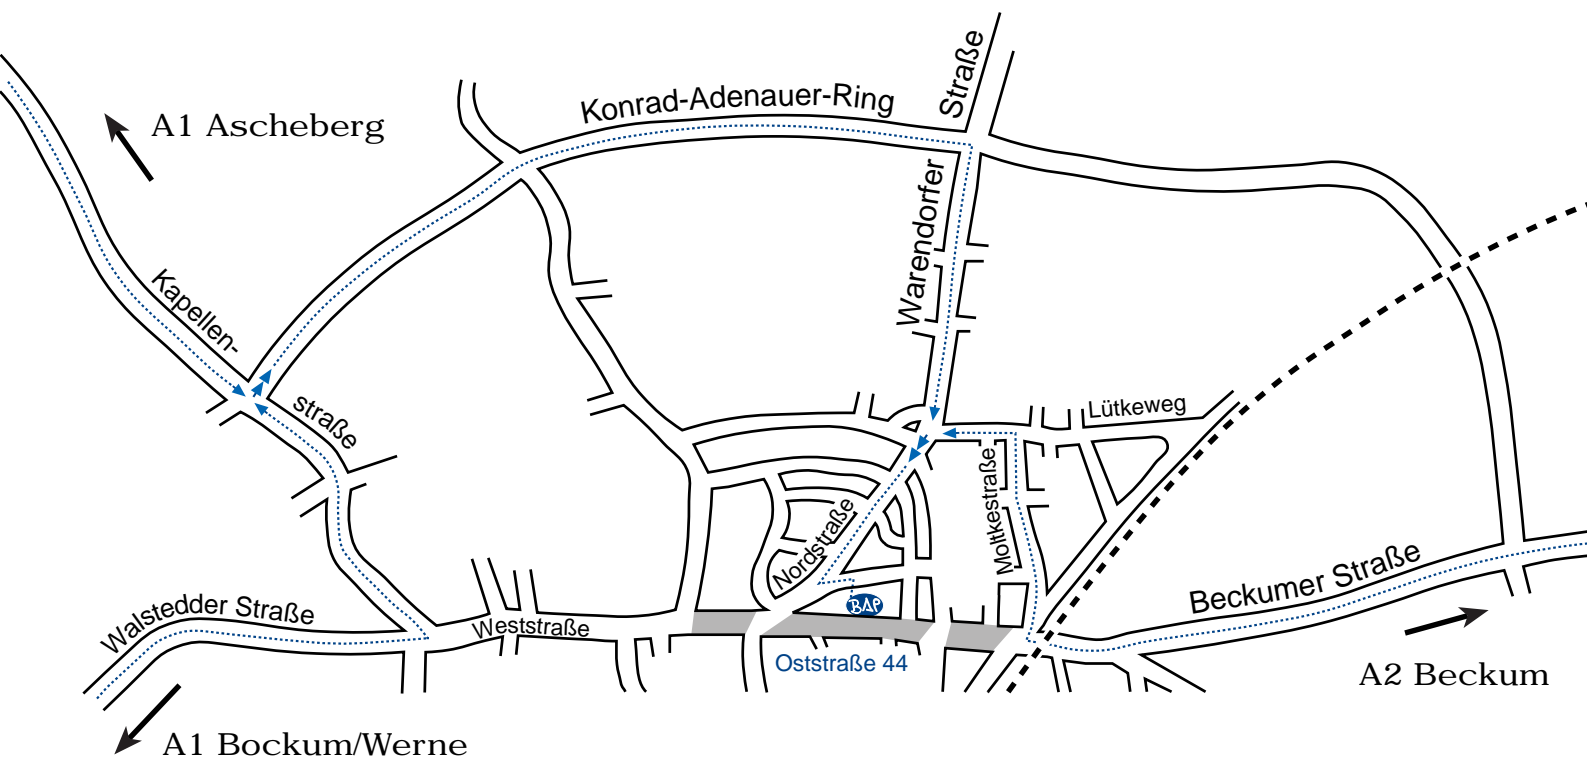 Straße
Konrad-Adenauer-Ring
A1 Ascheberg
Warendorfer
Kapellen-
straße
Lütkeweg
Moltkestraße
Nordstraße
Beckumer Straße
Walstedder Straße
BAP
Weststraße
Oststraße 44
A2 Beckum
A1 Bockum/Werne